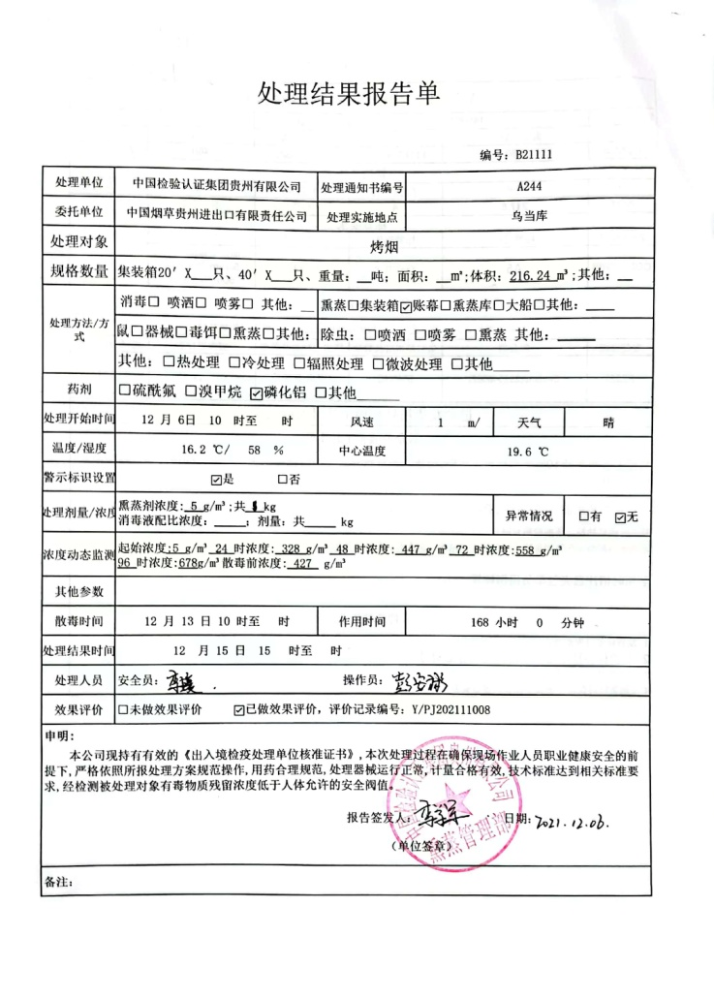 处理结果报告单
编号：B21111
处理单位 中国检验认证集团贵州有限公司 处理通知书编号 A244
委托单位 中国烟草贵州进出口有限责任公司 处理实施地点 乌当库
处理对象 烤烟
规格数量 集装箱20′ X___只、40′ X___只、重量：__吨；面积：__㎡;体积：216.24 m³;其他：__
处理方法/方式 消毒□ 喷洒□ 喷雾□ 其他：__ 熏蒸□集装箱☑账幕□熏蒸库□大船□其他：____
鼠□器械□毒饵□熏蒸□其他： 除虫：□喷洒 □喷雾 □熏蒸 其他：_____
其他：□热处理 □冷处理 □辐照处理 □微波处理 □其他_____
药剂 □硫酰氟 □溴甲烷 ☑磷化铝 □其他______
处理开始时间 12 月 6日 10 时至 时 风速 1 m/ 天气 晴
温度/湿度 16.2 ℃/ 58 % 中心温度 19.6 ℃
警示标识设置 ☑是 □否
处理剂量/浓度 熏蒸剂浓度：5 g/m³;共 kg 异常情况 □有 ☑无
消毒液配比浓度：_____; 剂量：共_____ kg
浓度动态监测 起始浓度:5 g/m³ 24 时浓度：328 g/m³ 48 时浓度：447 g/m³ 72 时浓度:558 g/m³
96 时浓度:678g/m³ 散毒前浓度：427 g/m³
其他参数
散毒时间 12 月 13 日 10 时至 时 作用时间 168 小时 0 分钟
处理结果时间 12 月 15 日 15 时至 时
处理人员 安全员： 操作员：
效果评价 □未做效果评价 ☑已做效果评价，评价记录编号：Y/PJ202111008
申明：
本公司现持有有效的《出入境检疫处理单位核准证书》,本次处理过程在确保现场作业人员职业健康安全的前
提下,严格依照所报处理方案规范操作,用药合理规范,处理器械运行正常,计量合格有效,技术标准达到相关标准要
求,经检测被处理对象有毒物质残留浓度低于人体允许的安全阀值。
报告签发人： 日期：2021.12.06.
（单位签章）
熏蒸管理部
备注：